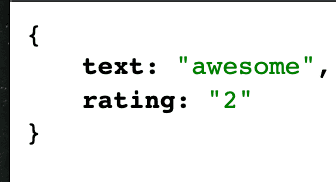 {
    text: "awesome",
    rating: "2"
}